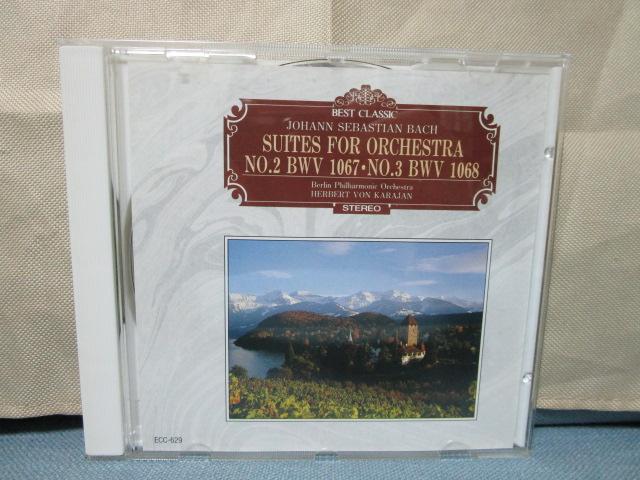 BEST CLASSIC
JOHANN SEBASTIAN BACH
SUITES FOR ORCHESTRA
NO.2 BWV 1067・NO.3 BWV 1068
Berlin Philharmonic Orchestra
HERBERT VON KARAJAN
STEREO
ECC-629